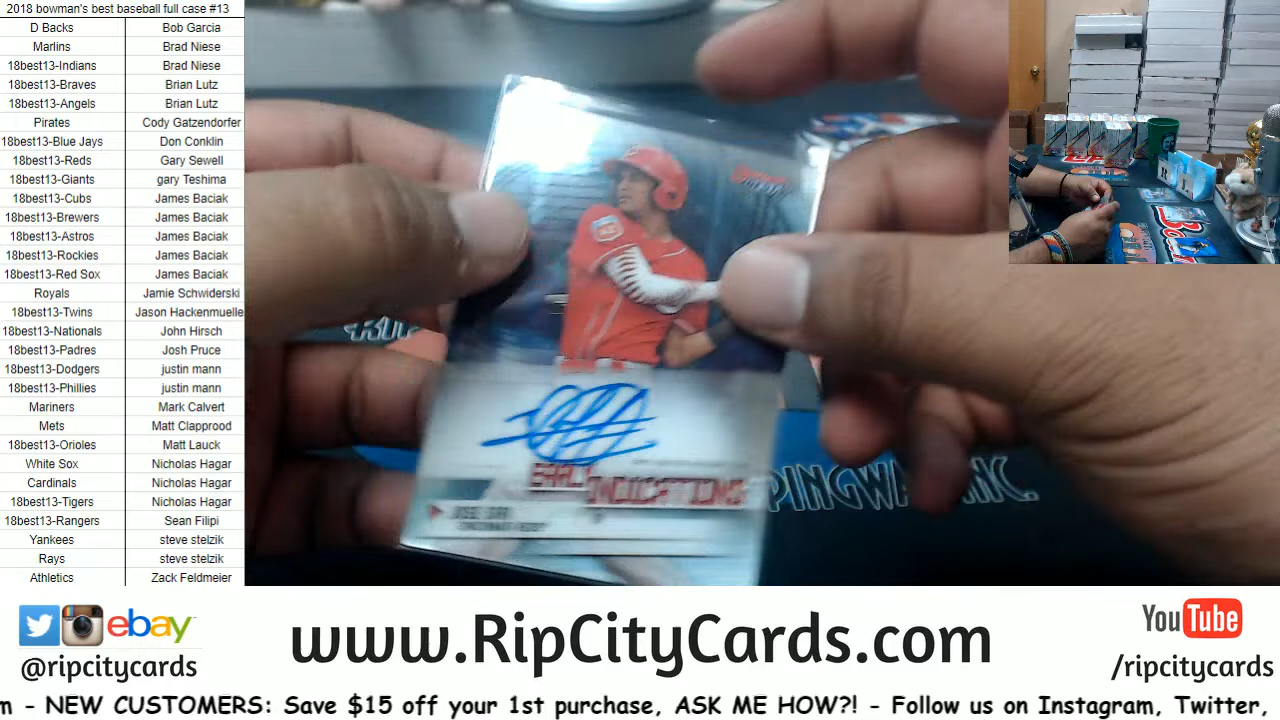 2018 bowman's best baseball full case #13
D Backs Bob Garcia
Marlins Brad Niese
18best13-Indians Brad Niese
18best13-Braves Brian Lutz
18best13-Angels Brian Lutz
Pirates Cody Gatzendorfer
18best13-Blue Jays Don Conklin
18best13-Reds Gary Sewell
18best13-Giants gary Teshima
18best13-Cubs James Baciak
18best13-Brewers James Baciak
18best13-Astros James Baciak
18best13-Rockies James Baciak
18best13-Red Sox James Baciak
Royals Jamie Schwiderski
18best13-Twins Jason Hackenmuelle
18best13-Nationals John Hirsch
18best13-Padres Josh Pruce
18best13-Dodgers justin mann
18best13-Phillies justin mann
Mariners Mark Calvert
Mets Matt Clapprood
18best13-Orioles Matt Lauck
White Sox Nicholas Hagar
Cardinals Nicholas Hagar
18best13-Tigers Nicholas Hagar
18best13-Rangers Sean Filipi
Yankees steve stelzik
Rays steve stelzik
Athletics Zack Feldmeier
EARLY
INDICATIONS
ebay
@ripcitycards
www.RipCityCards.com
YouTube
/ripcitycards
m - NEW CUSTOMERS: Save $15 off your 1st purchase, ASK ME HOW?! - Follow us on Instagram, Twitter,